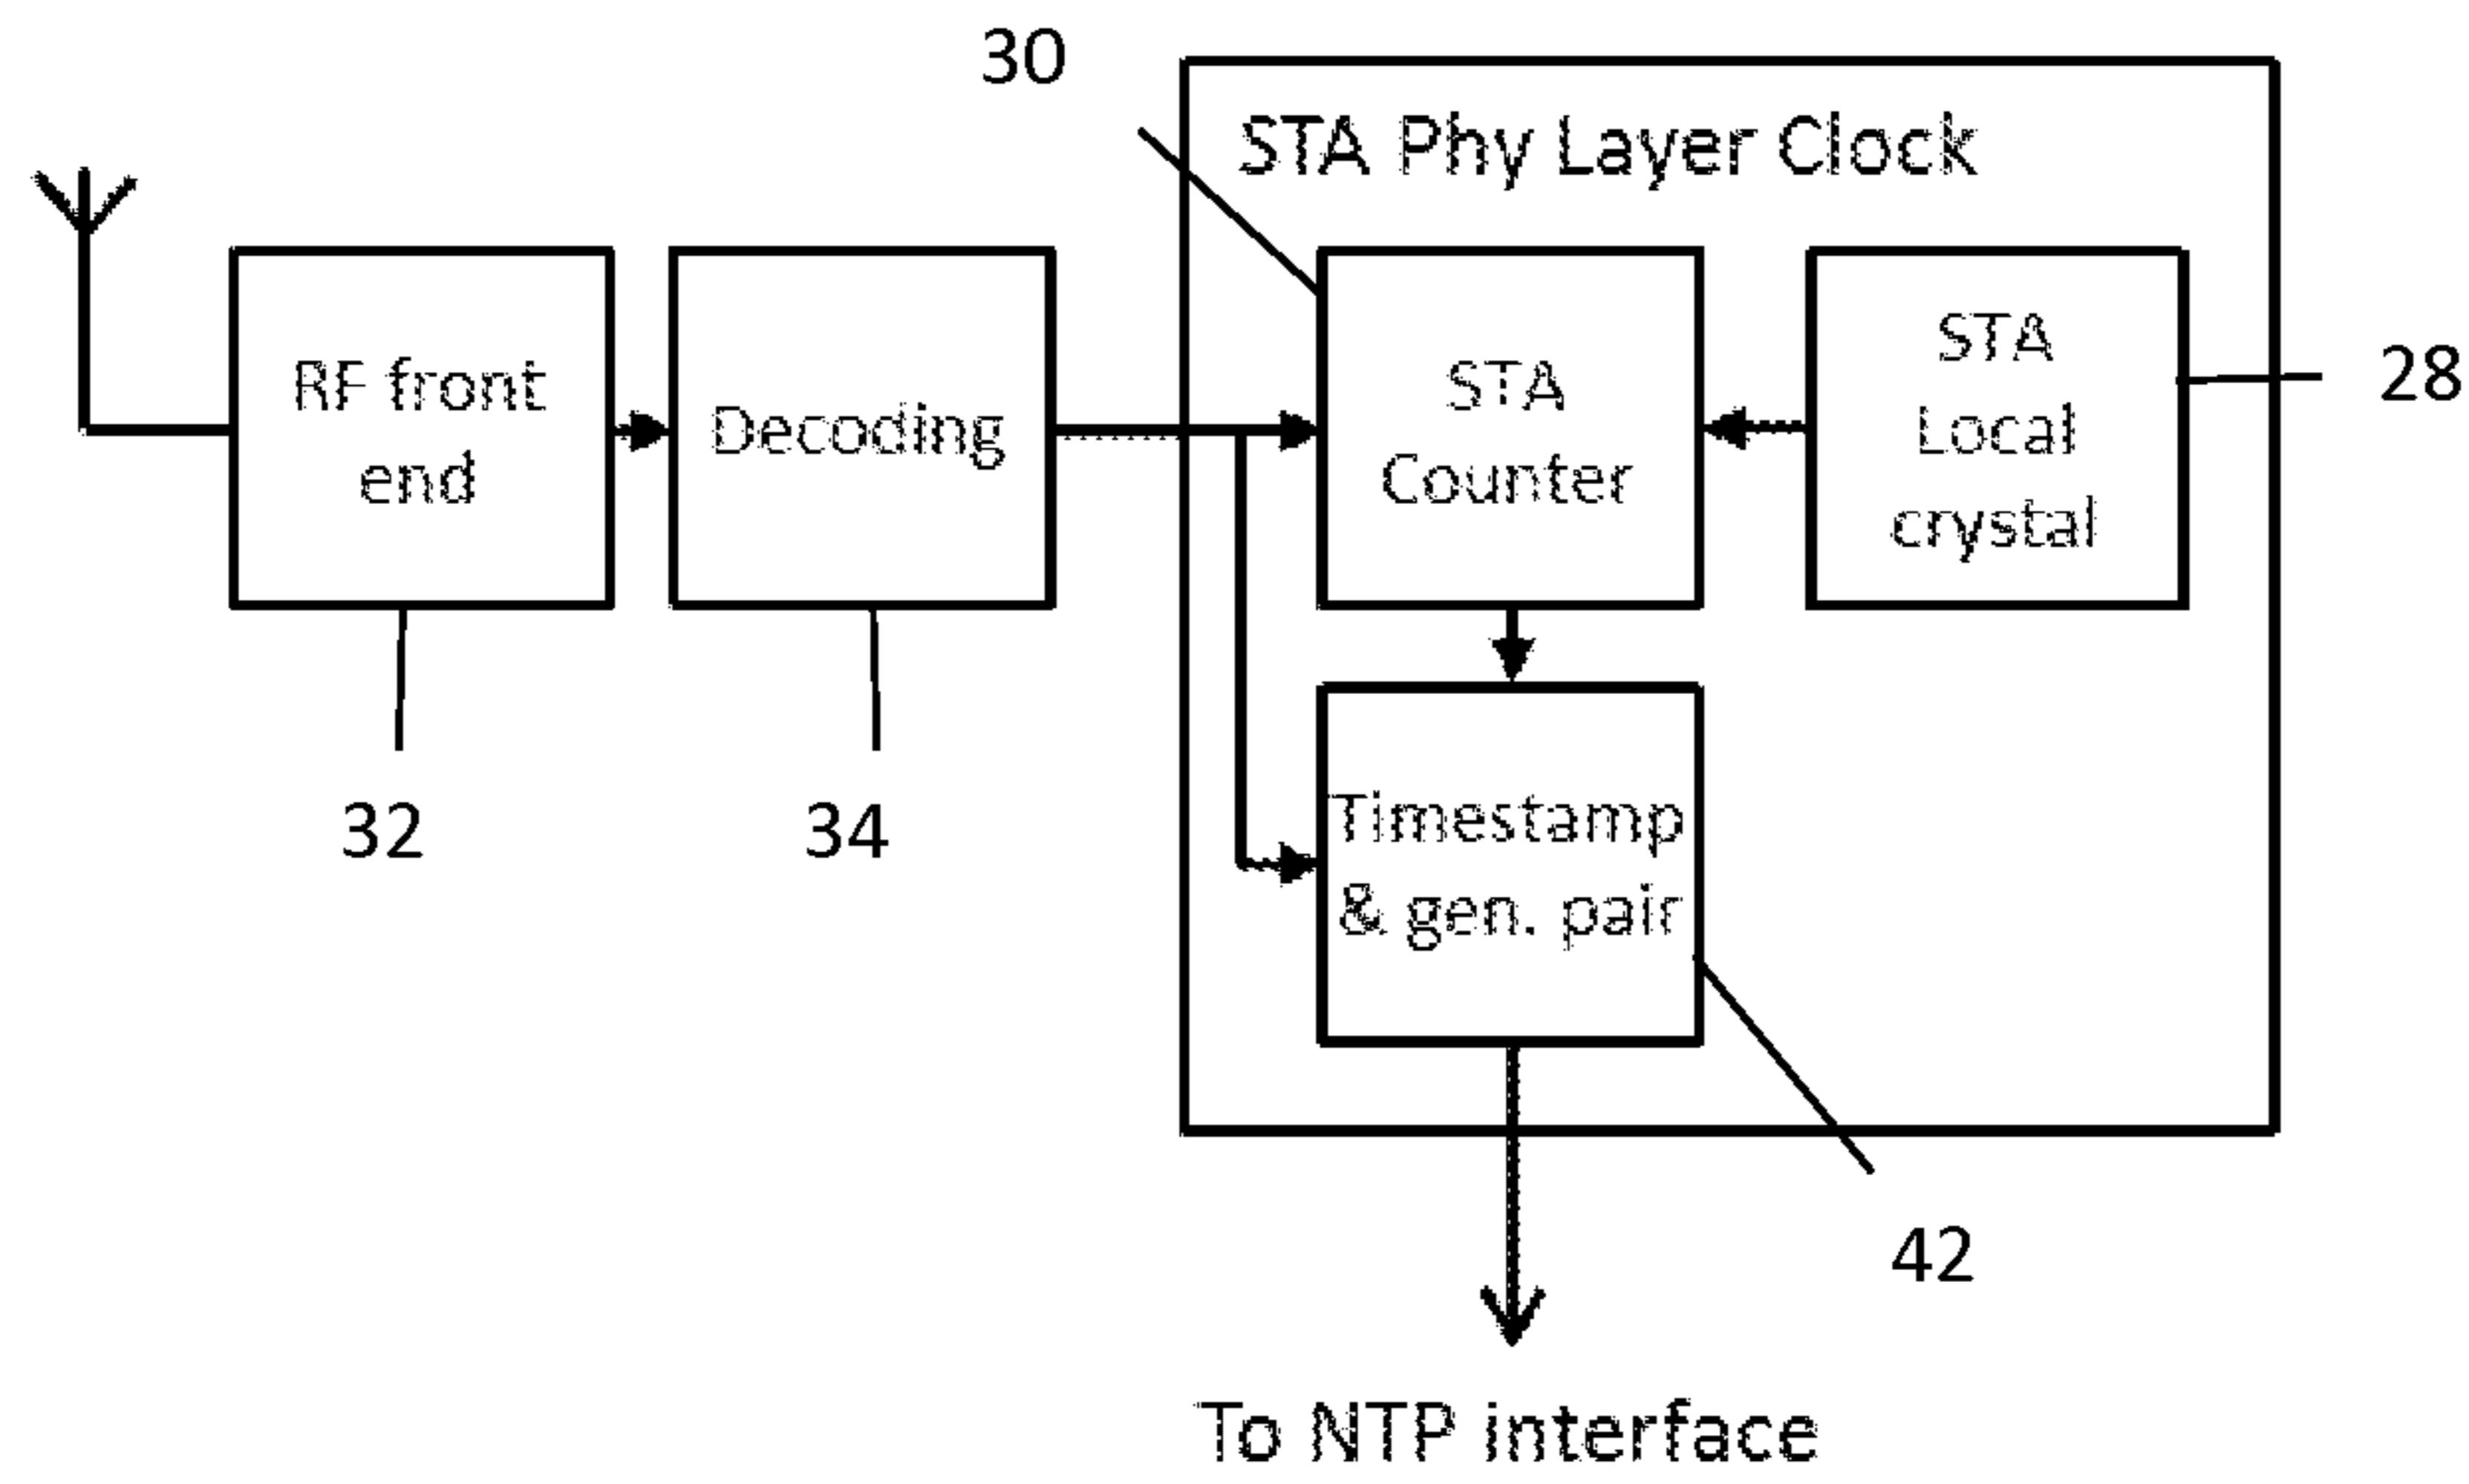 30
STA Phy Layer Clock
RF front
end
Decoding
STA
Counter
STA
Local
crystal
28
32
34
Timestamp
& gen. pair
42
To NTP interface